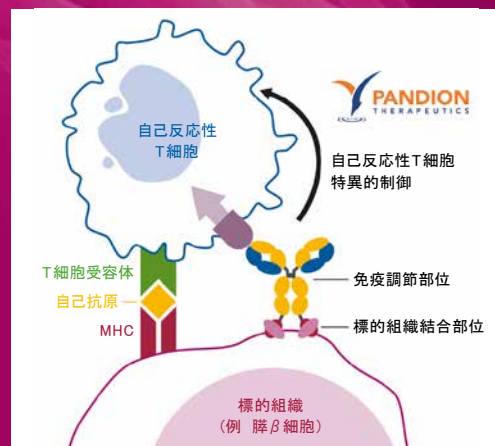 PANDION
THERAPEUTICS
自己反応性
T細胞
自己反応性T細胞
特異的制御
T細胞受容体
自己抗原
MHC
免疫調節部位
標的組織結合部位
標的組織
(例 膵β細胞)